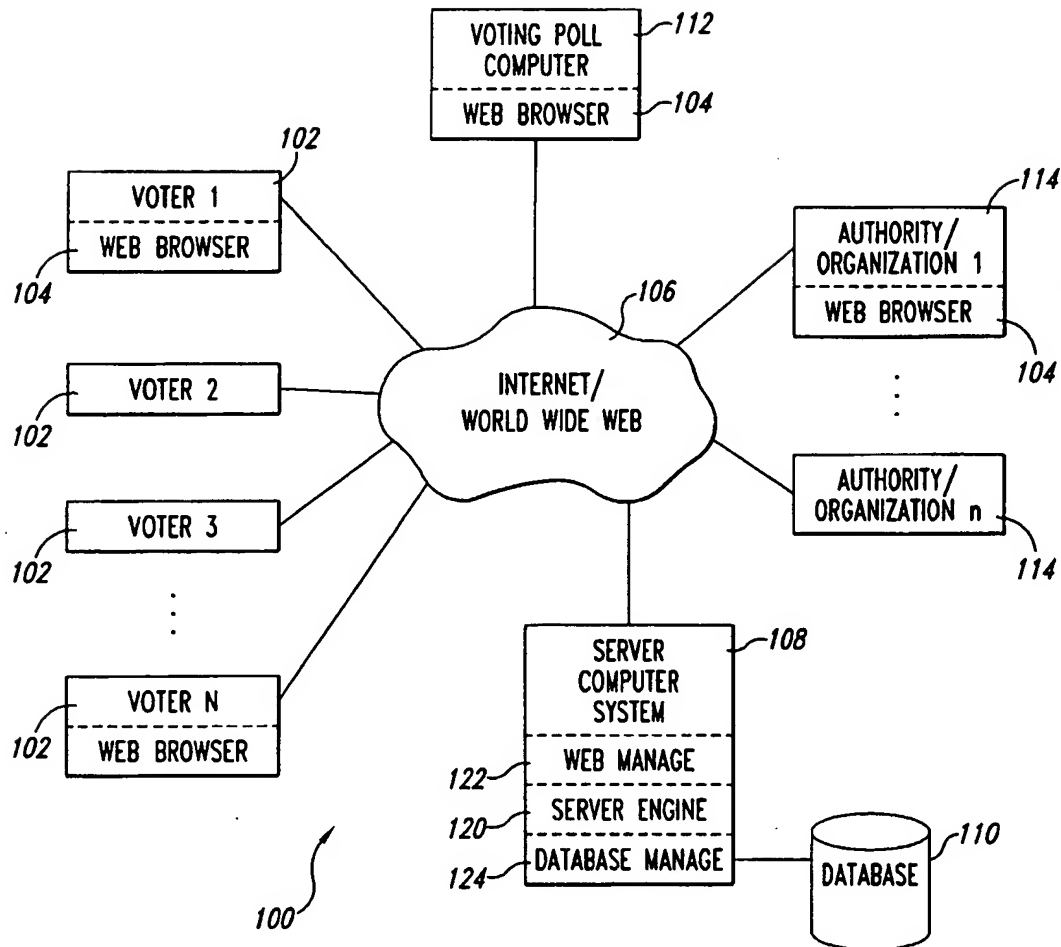 VOTING POLL
COMPUTER
112
WEB BROWSER
104
102
VOTER 1
WEB BROWSER
104
114
AUTHORITY/
ORGANIZATION 1
WEB BROWSER
104
106
INTERNET/
WORLD WIDE WEB
VOTER 2
102
VOTER 3
102
AUTHORITY/
ORGANIZATION n
114
VOTER N
102
WEB BROWSER
SERVER
COMPUTER
SYSTEM
108
WEB MANAGE
122
SERVER ENGINE
120
DATABASE MANAGE
124
DATABASE
110
100